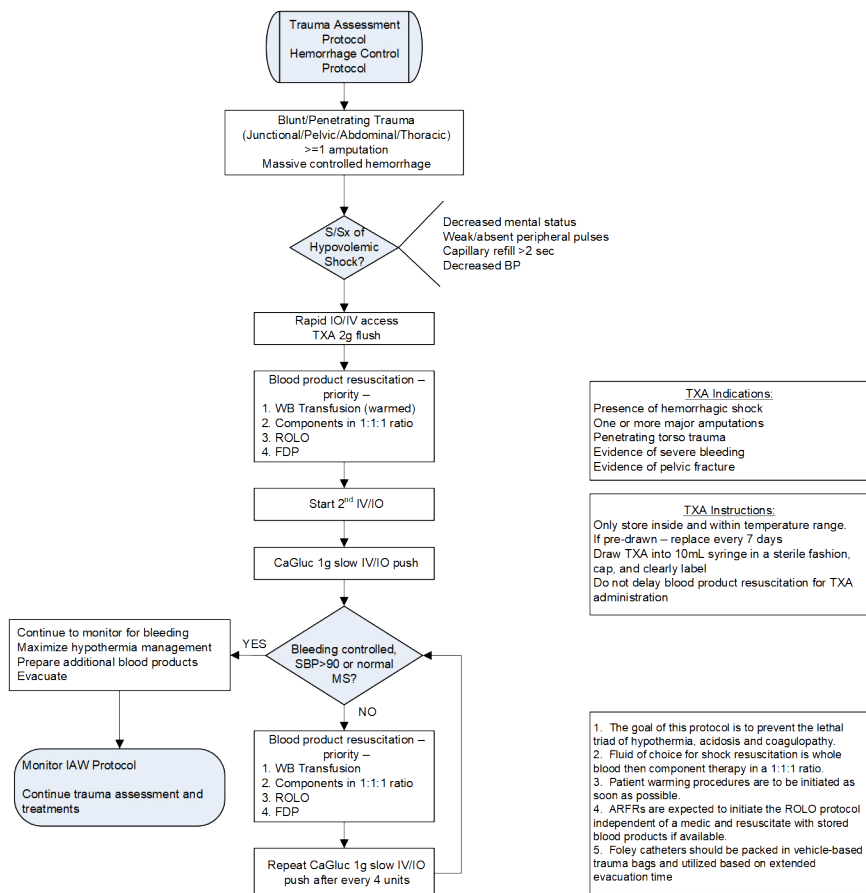 Trauma Assessment
Protocol
Hemorrhage Control
Protocol
Blunt/Penetrating Trauma
(Junctional/Pelvic/Abdominal/Thoracic)
>=1 amputation
Massive controlled hemorrhage
S/Sx of
Hypovolemic
Shock?
Decreased mental status
Weak/absent peripheral pulses
Capillary refill >2 sec
Decreased BP
Rapid IO/IV access
TXA 2g flush
Blood product resuscitation –
priority –
1. WB Transfusion (warmed)
2. Components in 1:1:1 ratio
3. ROLO
4. FDP
Start 2nd IV/IO
CaGluc 1g slow IV/IO push
Bleeding controlled,
SBP>90 or normal
MS?
YES
Continue to monitor for bleeding
Maximize hypothermia management
Prepare additional blood products
Evacuate
Monitor IAW Protocol
Continue trauma assessment and
treatments
NO
Blood product resuscitation –
priority –
1. WB Transfusion
2. Components in 1:1:1 ratio
3. ROLO
4. FDP
Repeat CaGluc 1g slow IV/IO
push after every 4 units
TXA Indications:
Presence of hemorrhagic shock
One or more major amputations
Penetrating torso trauma
Evidence of severe bleeding
Evidence of pelvic fracture
TXA Instructions:
Only store inside and within temperature range.
If pre-drawn – replace every 7 days
Draw TXA into 10mL syringe in a sterile fashion,
cap, and clearly label
Do not delay blood product resuscitation for TXA
administration
1. The goal of this protocol is to prevent the lethal
triad of hypothermia, acidosis and coagulopathy.
2. Fluid of choice for shock resuscitation is whole
blood then component therapy in a 1:1:1 ratio.
3. Patient warming procedures are to be initiated as
soon as possible.
4. ARFRs are expected to initiate the ROLO protocol
independent of a medic and resuscitate with stored
blood products if available.
5. Foley catheters should be packed in vehicle-based
trauma bags and utilized based on extended
evacuation time